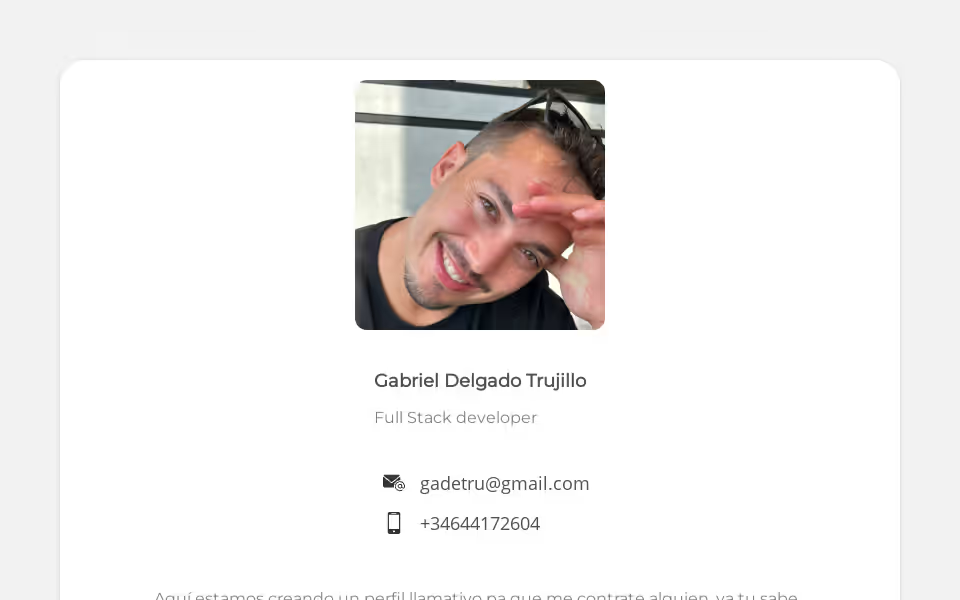 Gabriel Delgado Trujillo
Full Stack developer
gadetru@gmail.com
+34644172604
Aquí estamos creando un perfil llamativo pa que me contrate alguien, ya tu sabe